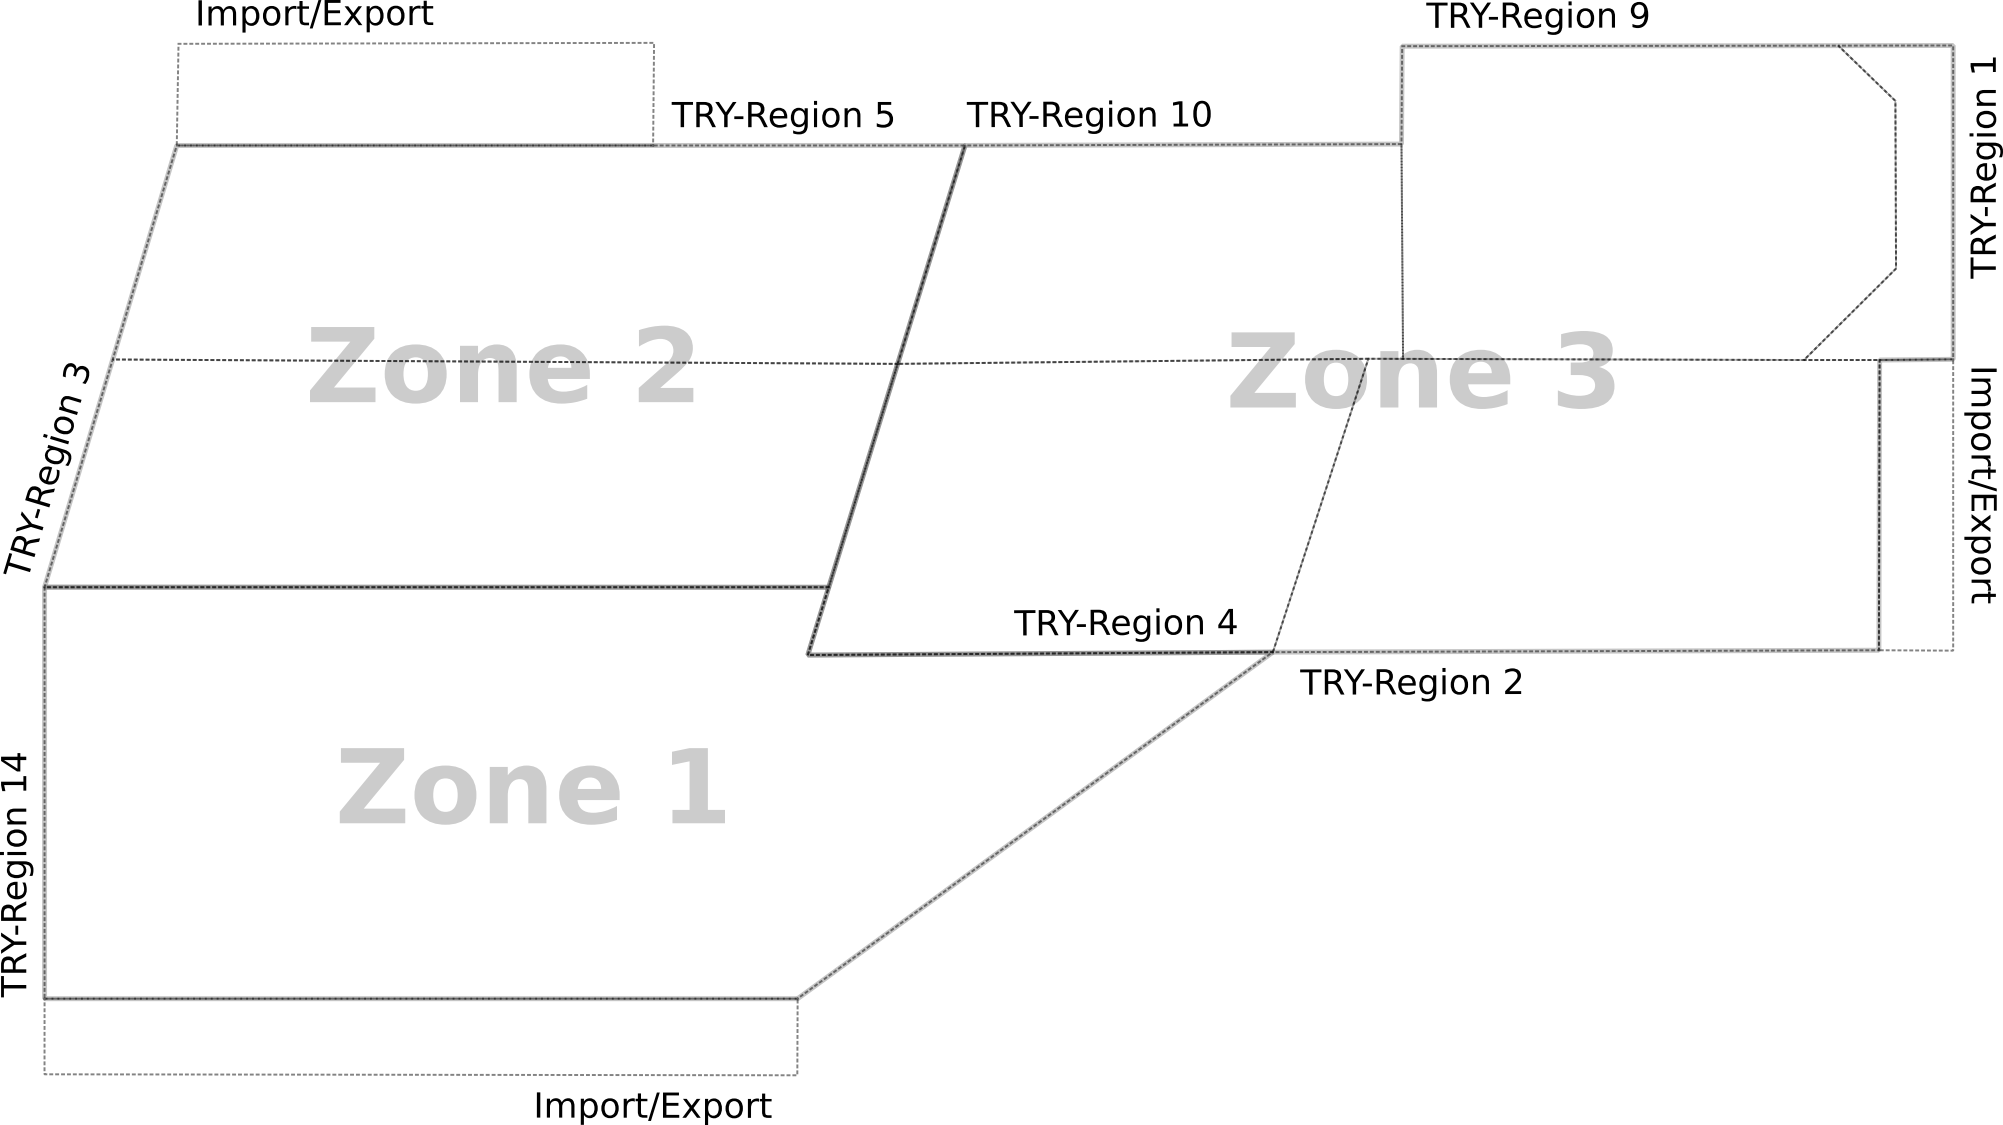 Import/Export
TRY-Region 9
TRY-Region 5
TRY-Region 10
TRY-Region 1
Zone 2
Zone 3
TRY-Region 3
Import/Export
TRY-Region 4
TRY-Region 2
Zone 1
TRY-Region 14
Import/Export